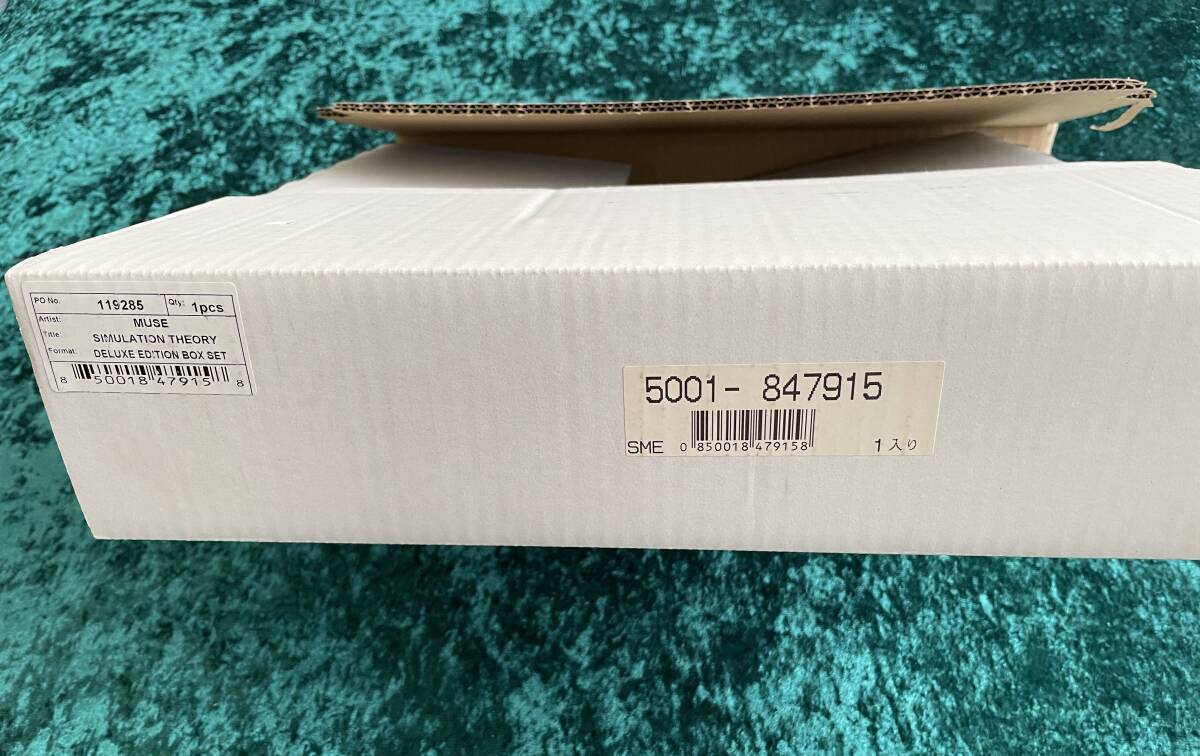 PO No. 119285 Qty: 1pcs
Artist: MUSE
Title: SIMULATION THEORY
Format: DELUXE EDITION BOX SET
8 50018 47915 8
5001- 847915
SME 0 850018 479158 1入り